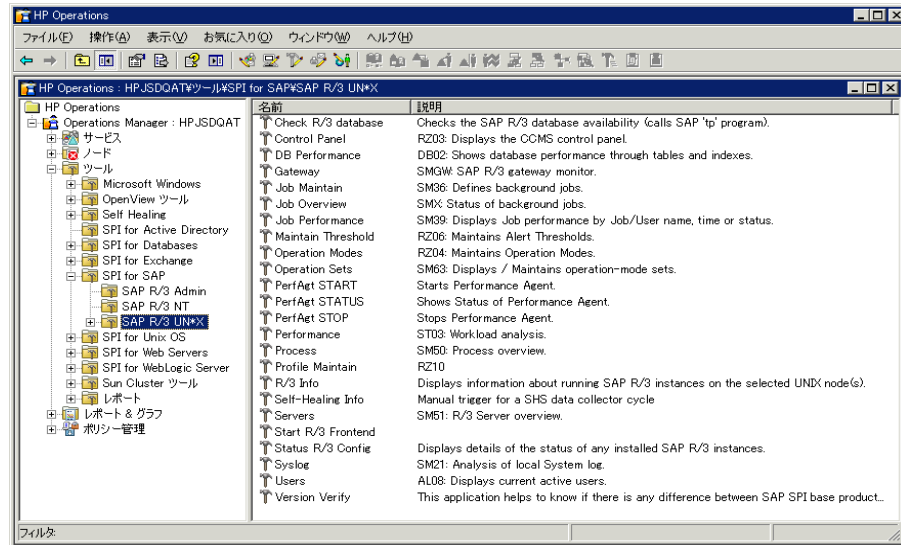 HP Operations
ファイル(F) 操作(A) 表示(V) お気に入り(O) ウィンドウ(W) ヘルプ(H)
HP Operations : HPJSDQAT¥ツール¥SPI for SAP¥SAP R/3 UN*X
HP Operations
Operations Manager : HPJSDQAT
サービス
ノード
ツール
Microsoft Windows
OpenView ツール
Self Healing
SPI for Active Directory
SPI for Databases
SPI for Exchange
SPI for SAP
SAP R/3 Admin
SAP R/3 NT
SAP R/3 UN*X
SPI for Unix OS
SPI for Web Servers
SPI for WebLogic Server
Sun Cluster ツール
レポート
レポート & グラフ
ポリシー管理
名前 説明
Check R/3 database Checks the SAP R/3 database availability (calls SAP 'tp' program).
Control Panel RZ03: Displays the CCMS control panel.
DB Performance DB02: Shows database performance through tables and indexes.
Gateway SMGW: SAP R/3 gateway monitor.
Job Maintain SM36: Defines background jobs.
Job Overview SMX: Status of background jobs.
Job Performance SM39: Displays Job performance by Job/User name, time or status.
Maintain Threshold RZ06: Maintains Alert Thresholds.
Operation Modes RZ04: Maintains Operation Modes.
Operation Sets SM63: Displays / Maintains operation-mode sets.
PerfAgt START Starts Performance Agent.
PerfAgt STATUS Shows Status of Performance Agent.
PerfAgt STOP Stops Performance Agent.
Performance ST03: Workload analysis.
Process SM50: Process overview.
Profile Maintain RZ10
R/3 Info Displays information about running SAP R/3 instances on the selected UNIX node(s).
Self-Healing Info Manual trigger for a SHS data collector cycle
Servers SM51: R/3 Server overview.
Start R/3 Frontend
Status R/3 Config Displays details of the status of any installed SAP R/3 instances.
Syslog SM21: Analysis of local System log.
Users AL08: Displays current active users.
Version Verify This application helps to know if there is any difference between SAP SPI base product...
フィルタ: